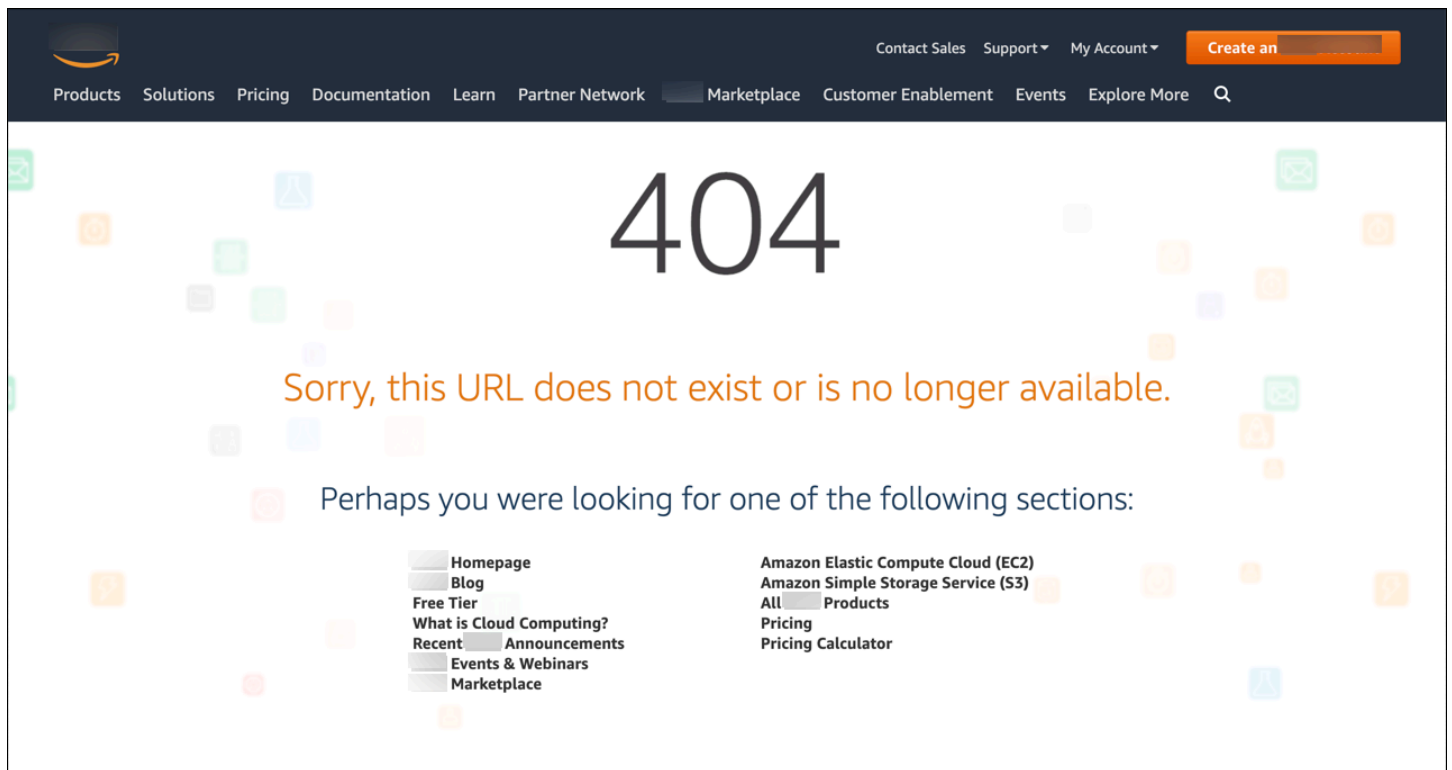 Contact Sales Support My Account Create an
Products Solutions Pricing Documentation Learn Partner Network Marketplace Customer Enablement Events Explore More
404
Sorry, this URL does not exist or is no longer available.
Perhaps you were looking for one of the following sections:
Homepage
Blog
Free Tier
What is Cloud Computing?
Recent Announcements
Events & Webinars
Marketplace
Amazon Elastic Compute Cloud (EC2)
Amazon Simple Storage Service (S3)
All Products
Pricing
Pricing Calculator